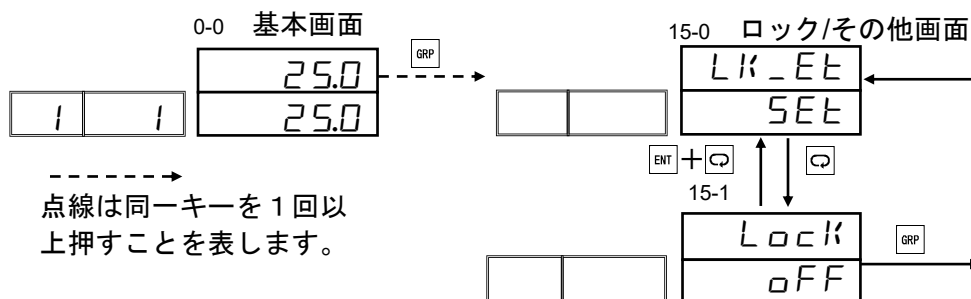 0-0 基本画面
25.0
25.0
1 1
GRP
点線は同一キーを1回以
上押すことを表します。
15-0 ロック/その他画面
LK_Et
SEt
ENT +
15-1
LocK
oFF
GRP